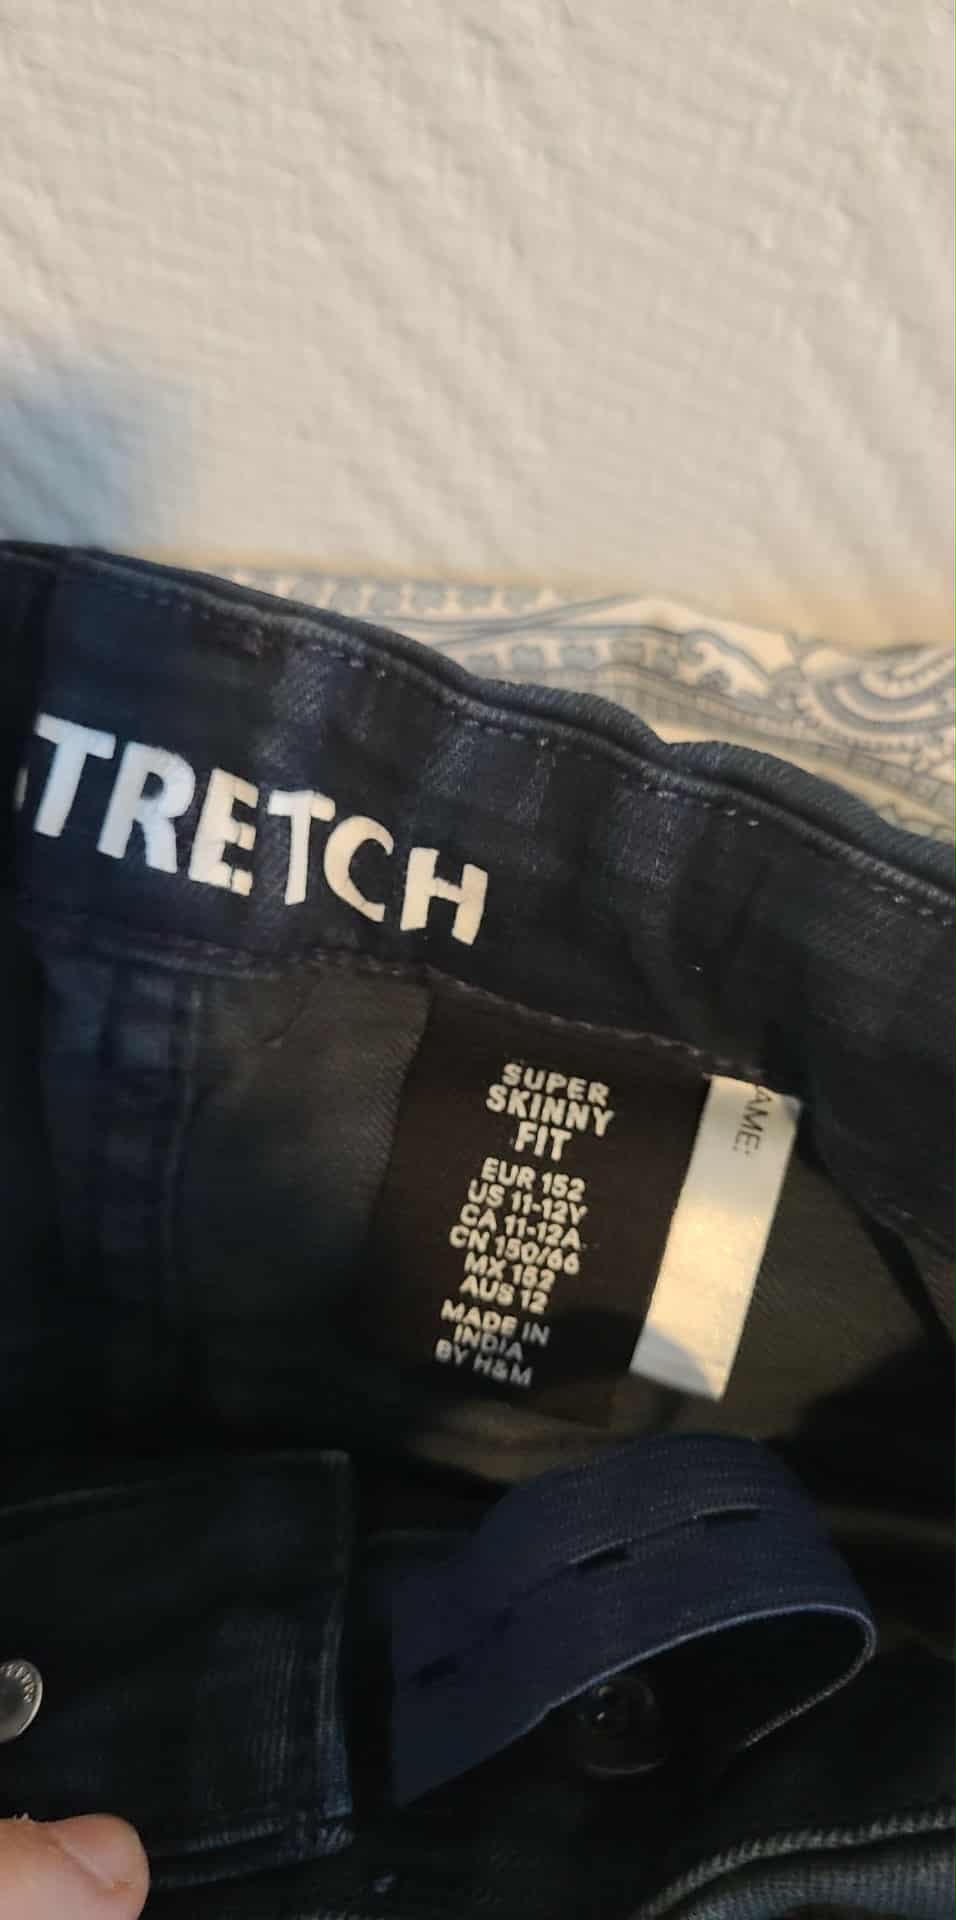 STRETCH
SUPER
SKINNY
FIT
EUR 152
US 11-12Y
CA 11-12A
CN 150/66
MX 152
AUS 12
MADE IN
INDIA
BY H&M
AME: